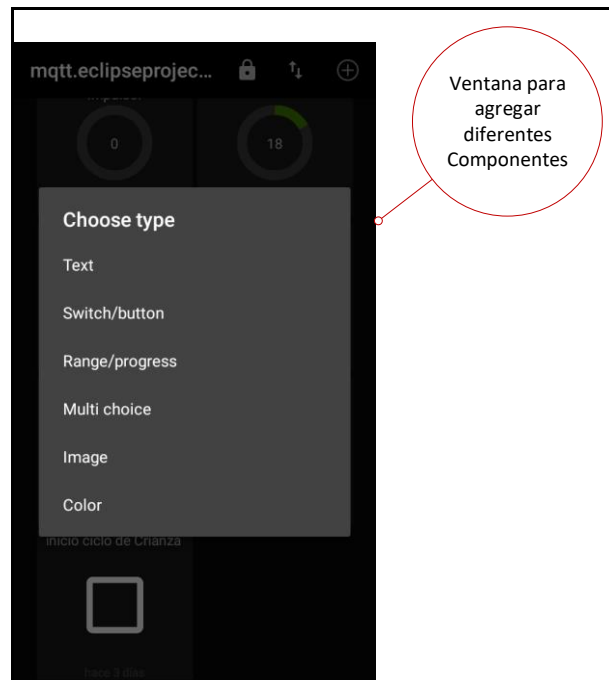 mqtt.eclipseprojec...
Impulsor
0
18
Choose type
Text
Switch/button
Range/progress
Multi choice
Image
Color
inicio ciclo de Crianza
hace 3 días
Ventana para
agregar
diferentes
Componentes